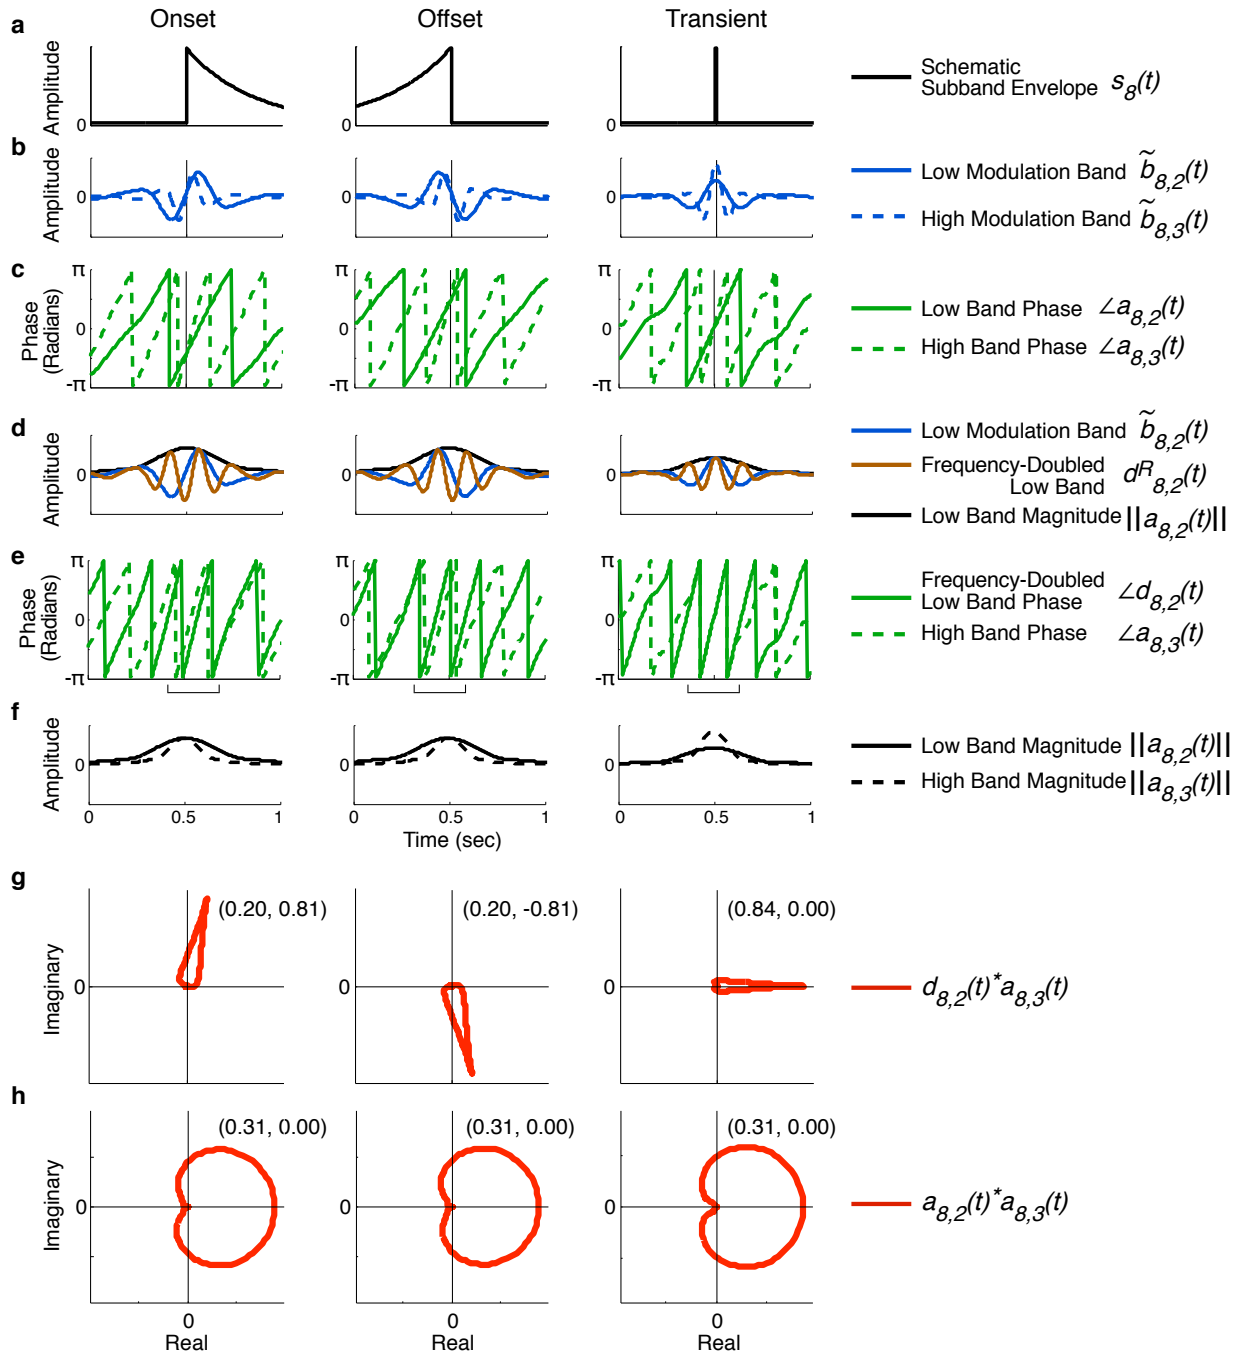 Onset Offset Transient
a
Amplitude
0 0 0
Schematic
Subband Envelope s8(t)
b
Amplitude
0 0 0
Low Modulation Band b̃8,2(t)
High Modulation Band b̃8,3(t)
c
Phase
(Radians)
π π π
0 0 0
-π -π -π
Low Band Phase ∠a8,2(t)
High Band Phase ∠a8,3(t)
d
Amplitude
0 0 0
Low Modulation Band b̃8,2(t)
Frequency-Doubled
Low Band dR8,2(t)
Low Band Magnitude ||a8,2(t)||
e
Phase
(Radians)
π π π
0 0 0
-π -π -π
Frequency-Doubled
Low Band Phase ∠d8,2(t)
High Band Phase ∠a8,3(t)
f
Amplitude
0 0 0
Low Band Magnitude ||a8,2(t)||
High Band Magnitude ||a8,3(t)||
0 0.5 1 0 0.5 1 0 0.5 1
Time (sec)
g
Imaginary
(0.20, 0.81) (0.20, -0.81) (0.84, 0.00)
0 0 0
d8,2(t)*a8,3(t)
h
Imaginary
(0.31, 0.00) (0.31, 0.00) (0.31, 0.00)
0 0 0
a8,2(t)*a8,3(t)
0 0 0
Real Real Real